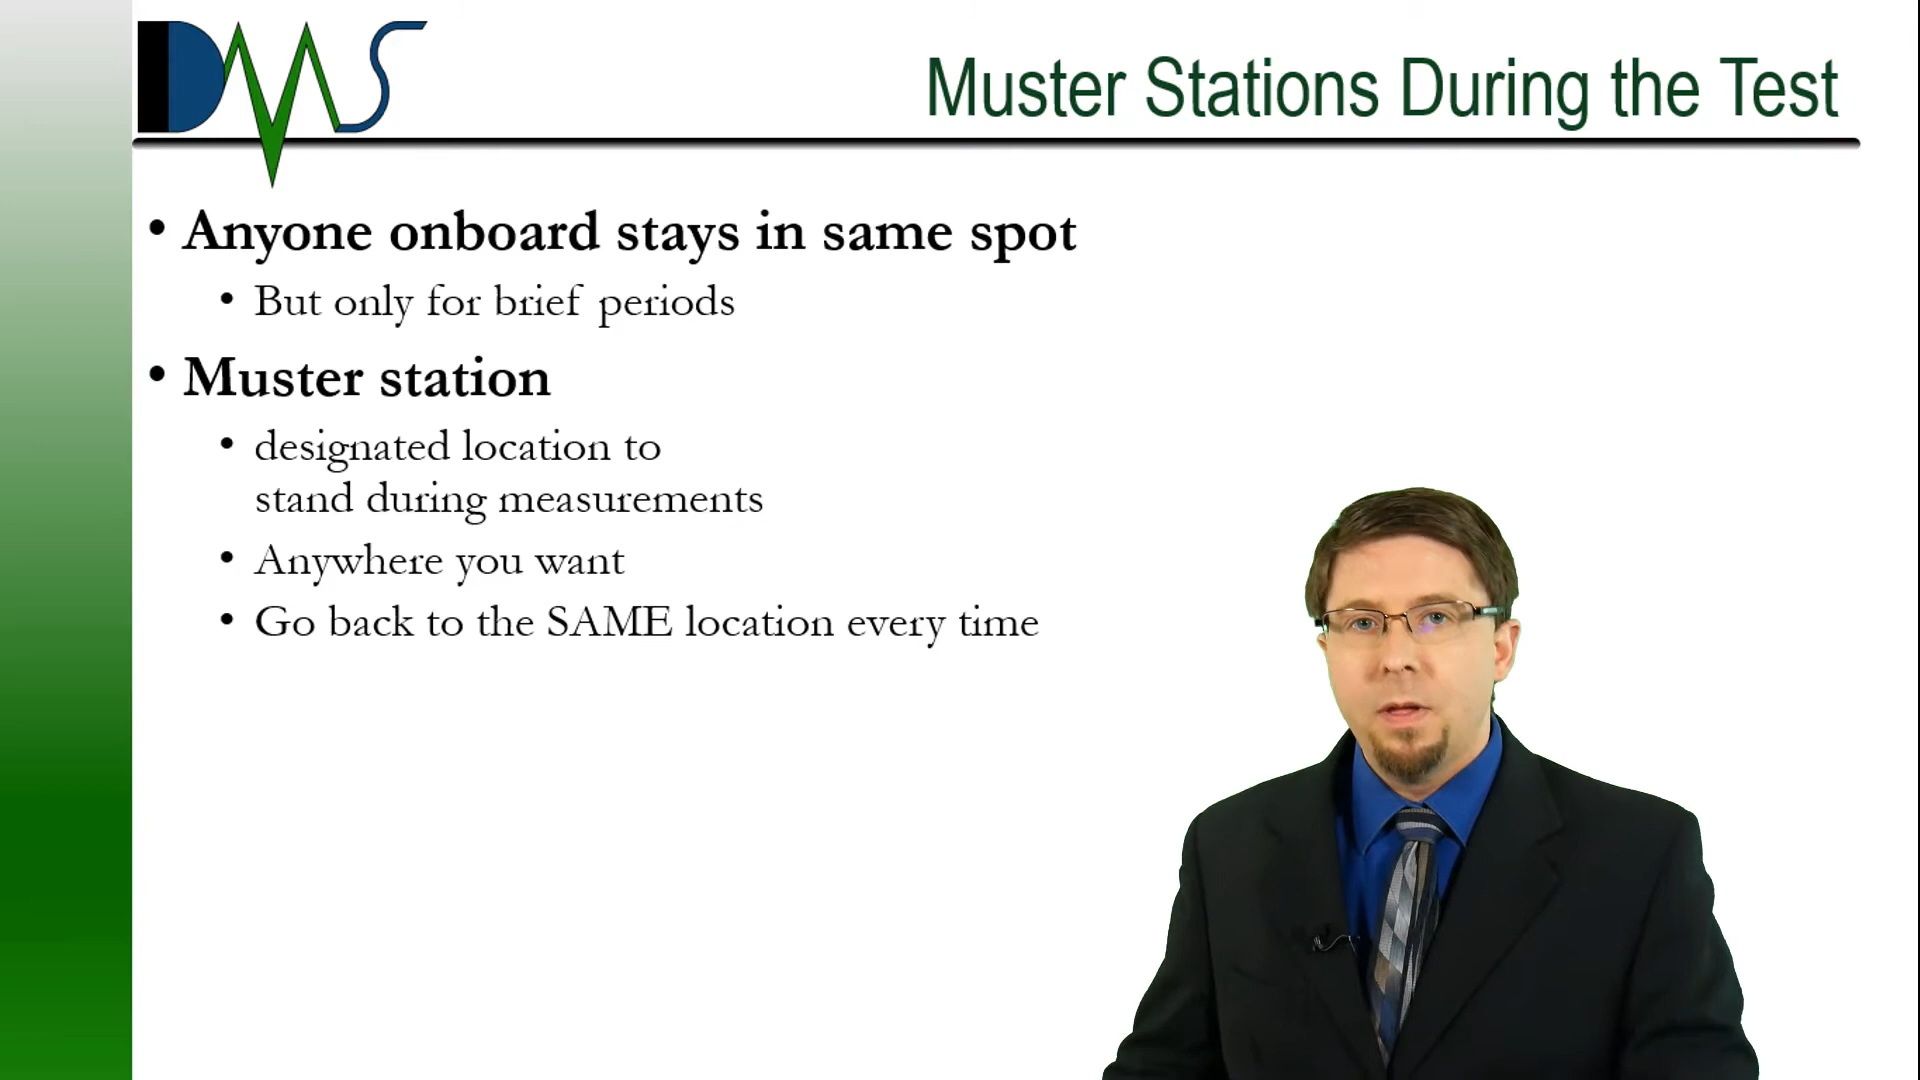 DMS
Muster Stations During the Test
• Anyone onboard stays in same spot
• But only for brief periods
• Muster station
• designated location to
stand during measurements
• Anywhere you want
• Go back to the SAME location every time